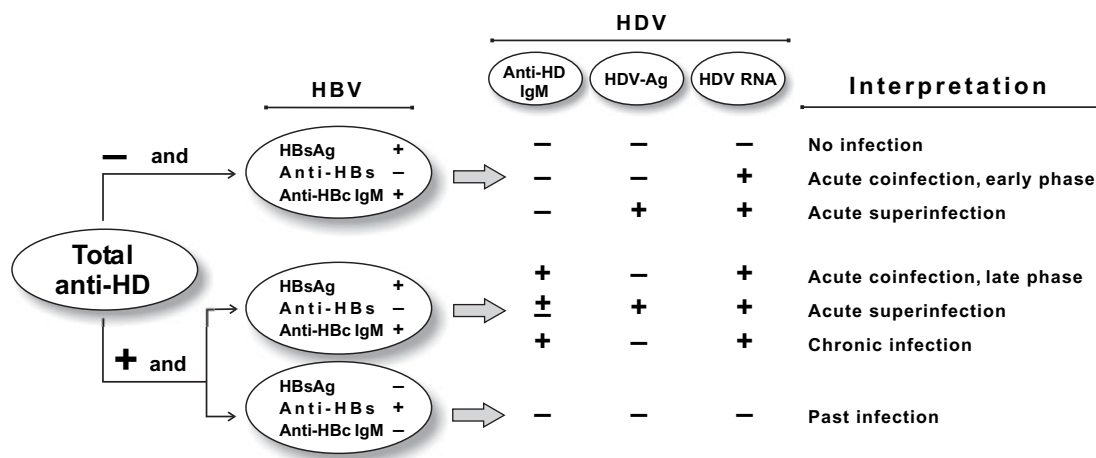 HDV
Anti-HD
IgM
HDV-Ag
HDV RNA
Interpretation
HBV
− and
HBsAg +
Anti-HBs −
Anti-HBc IgM +
− − − No infection
− − + Acute coinfection, early phase
− + + Acute superinfection
Total
anti-HD
HBsAg +
Anti-HBs −
Anti-HBc IgM +
+ − + Acute coinfection, late phase
± + + Acute superinfection
+ − + Chronic infection
+ and
HBsAg −
Anti-HBs +
Anti-HBc IgM −
− − − Past infection